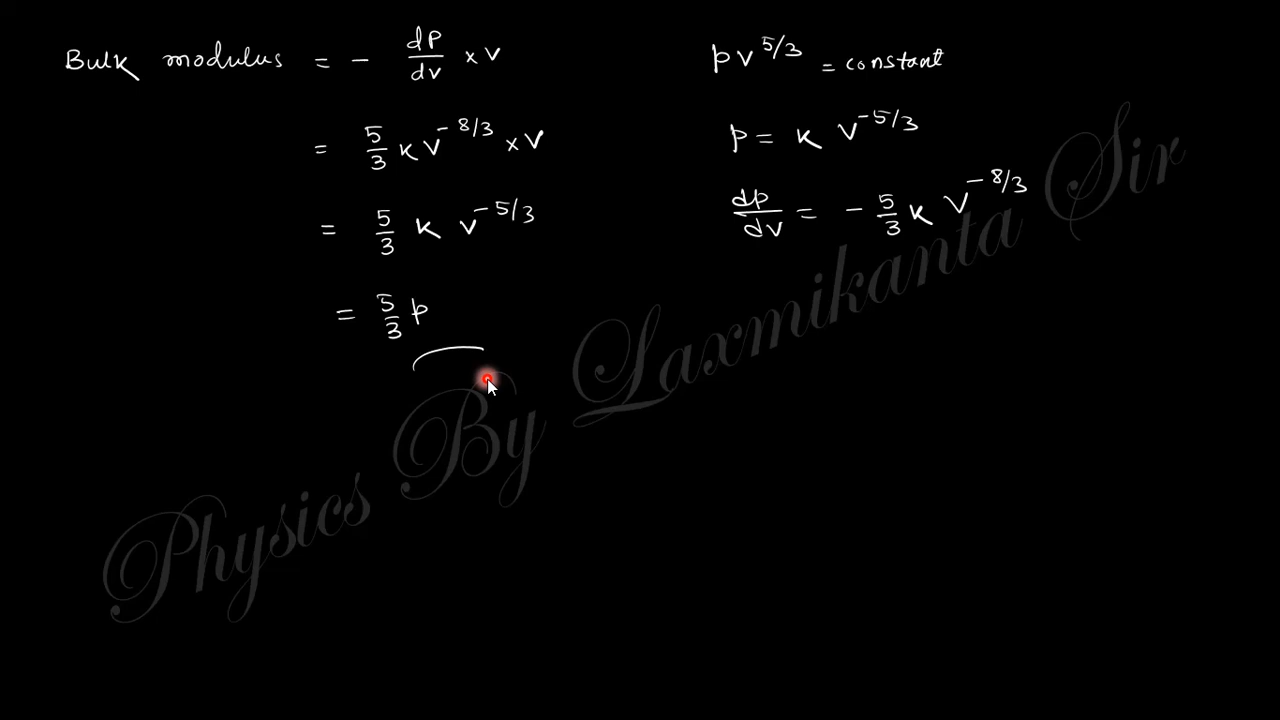 Bulk modulus = - dp/dv × v
= 5/3 K v^-8/3 × v
= 5/3 K v^-5/3
= 5/3 p
p v^5/3 = constant
p = K v^-5/3
dp/dv = - 5/3 K v^-8/3
Physics By Laxmikanta Sir